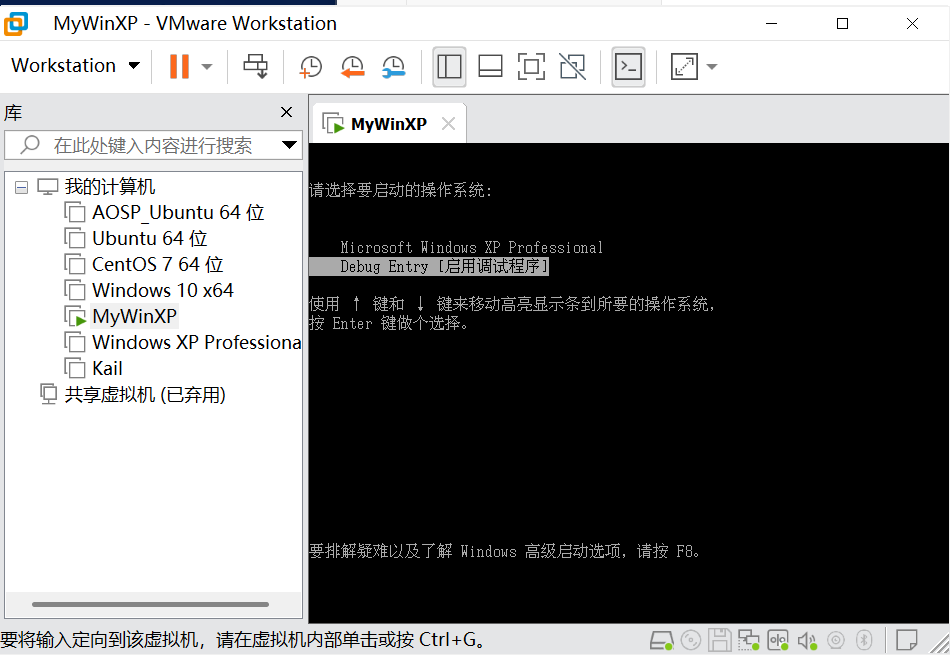 MyWinXP - VMware Workstation
Workstation
库
在此处键入内容进行搜索
我的计算机
AOSP_Ubuntu 64 位
Ubuntu 64 位
CentOS 7 64 位
Windows 10 x64
MyWinXP
Windows XP Professiona
Kail
共享虚拟机 (已弃用)
MyWinXP
请选择要启动的操作系统:
Microsoft Windows XP Professional
Debug Entry [启用调试程序]
使用 ↑ 键和 ↓ 键来移动高亮显示条到所要的操作系统，
按 Enter 键做个选择。
要排解疑难以及了解 Windows 高级启动选项，请按 F8。
要将输入定向到该虚拟机，请在虚拟机内部单击或按 Ctrl+G。